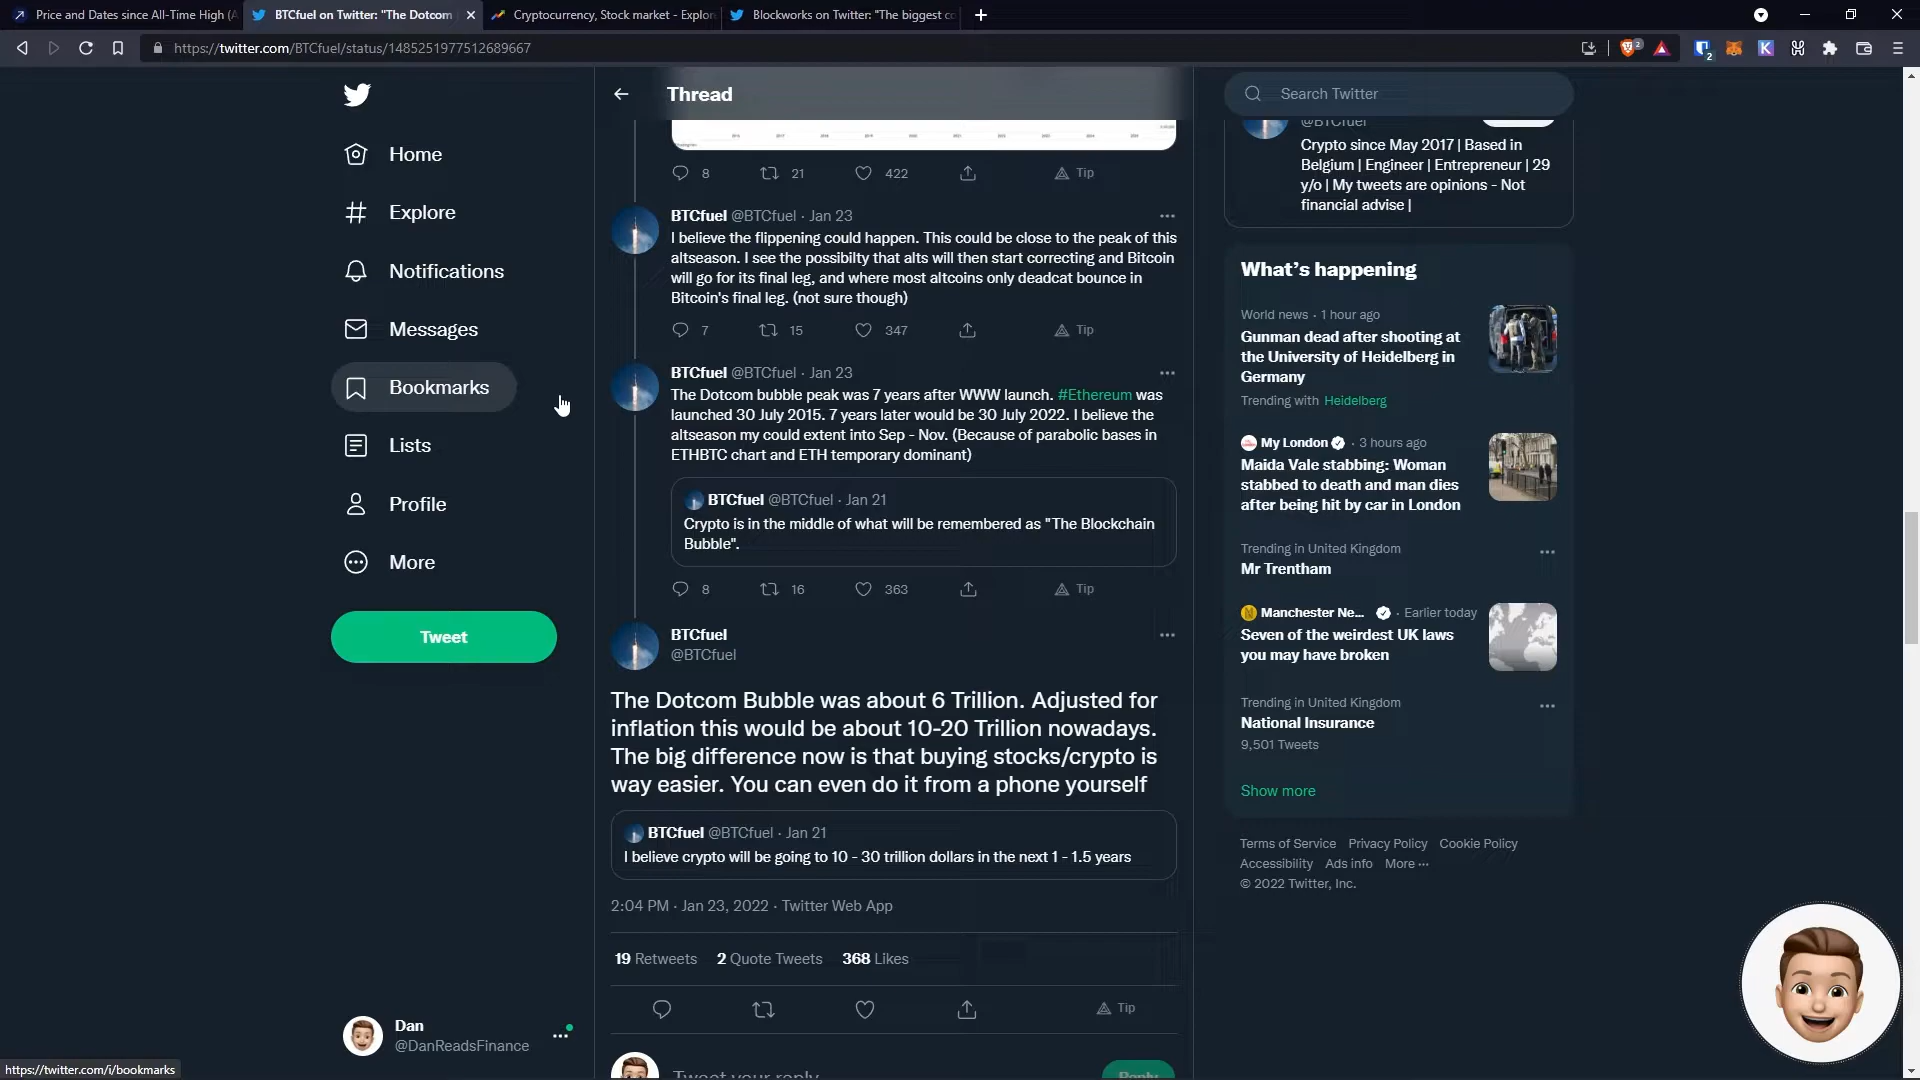 Price and Dates since All-Time High (A
BTCfuel on Twitter: "The Dotcom
Cryptocurrency, Stock market - Explor
Blockworks on Twitter: "The biggest co
https://twitter.com/BTCfuel/status/1485251977512689667
Home
Explore
Notifications
Messages
Bookmarks
Lists
Profile
More
Tweet
Dan
@DanReadsFinance
https://twitter.com/i/bookmarks
Thread
8 21 422 Tip
BTCfuel @BTCfuel · Jan 23
I believe the flippening could happen. This could be close to the peak of this
altseason. I see the possibilty that alts will then start correcting and Bitcoin
will go for its final leg, and where most altcoins only deadcat bounce in
Bitcoin's final leg. (not sure though)
7 15 347 Tip
BTCfuel @BTCfuel · Jan 23
The Dotcom bubble peak was 7 years after WWW launch. #Ethereum was
launched 30 July 2015. 7 years later would be 30 July 2022. I believe the
altseason my could extent into Sep - Nov. (Because of parabolic bases in
ETHBTC chart and ETH temporary dominant)
BTCfuel @BTCfuel · Jan 21
Crypto is in the middle of what will be remembered as "The Blockchain
Bubble".
8 16 363 Tip
BTCfuel
@BTCfuel
The Dotcom Bubble was about 6 Trillion. Adjusted for
inflation this would be about 10-20 Trillion nowadays.
The big difference now is that buying stocks/crypto is
way easier. You can even do it from a phone yourself
BTCfuel @BTCfuel · Jan 21
I believe crypto will be going to 10 - 30 trillion dollars in the next 1 - 1.5 years
2:04 PM · Jan 23, 2022 · Twitter Web App
19 Retweets 2 Quote Tweets 368 Likes
Tip
Tweet your reply
Reply
Search Twitter
@BTCfuel
Crypto since May 2017 | Based in
Belgium | Engineer | Entrepreneur | 29
y/o | My tweets are opinions - Not
financial advise |
What's happening
World news · 1 hour ago
Gunman dead after shooting at
the University of Heidelberg in
Germany
Trending with Heidelberg
My London · 3 hours ago
Maida Vale stabbing: Woman
stabbed to death and man dies
after being hit by car in London
Trending in United Kingdom
Mr Trentham
Manchester Ne... · Earlier today
Seven of the weirdest UK laws
you may have broken
Trending in United Kingdom
National Insurance
9,501 Tweets
Show more
Terms of Service Privacy Policy Cookie Policy
Accessibility Ads info More ···
© 2022 Twitter, Inc.